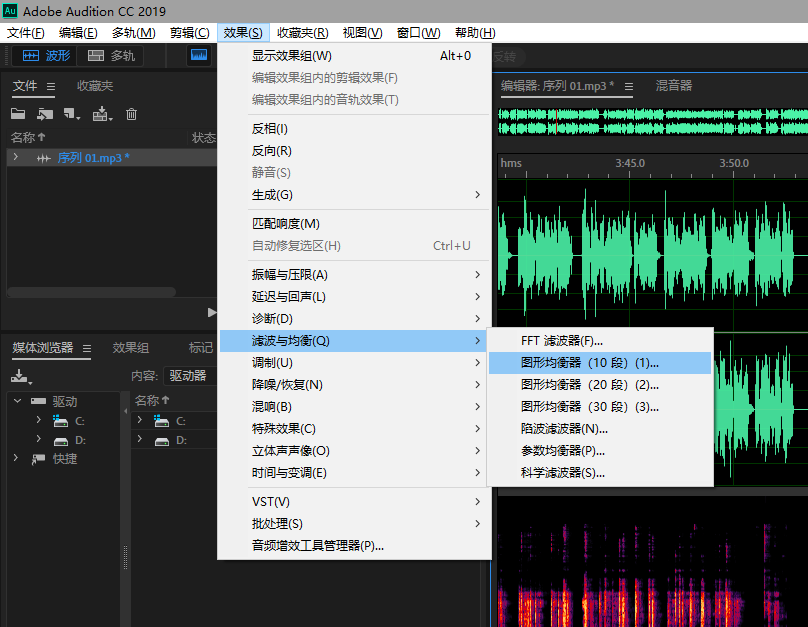 Au Adobe Audition CC 2019
文件(F) 编辑(E) 多轨(M) 剪辑(C) 效果(S) 收藏夹(R) 视图(V) 窗口(W) 帮助(H)
波形 多轨 反转
文件 收藏夹
名称 状态
序列 01.mp3 *
显示效果组(W) Alt+0
编辑效果组内的剪辑效果(F)
编辑效果组内的音轨效果(T)
反相(I)
反向(R)
静音(S)
生成(G)
匹配响度(M)
自动修复选区(H) Ctrl+U
振幅与压限(A)
延迟与回声(L)
诊断(D)
滤波与均衡(Q)
调制(U)
降噪/恢复(N)
混响(B)
特殊效果(C)
立体声声像(O)
时间与变调(E)
VST(V)
批处理(S)
音频增效工具管理器(P)...
FFT 滤波器(F)...
图形均衡器（10 段）(1)...
图形均衡器（20 段）(2)...
图形均衡器（30 段）(3)...
陷波滤波器(N)...
参数均衡器(P)...
科学滤波器(S)...
编辑器: 序列 01.mp3 * 混音器
hms 3:45.0 3:50.0
媒体浏览器 效果组 标记
内容: 驱动器
驱动 名称
C: C:
D: D:
快捷